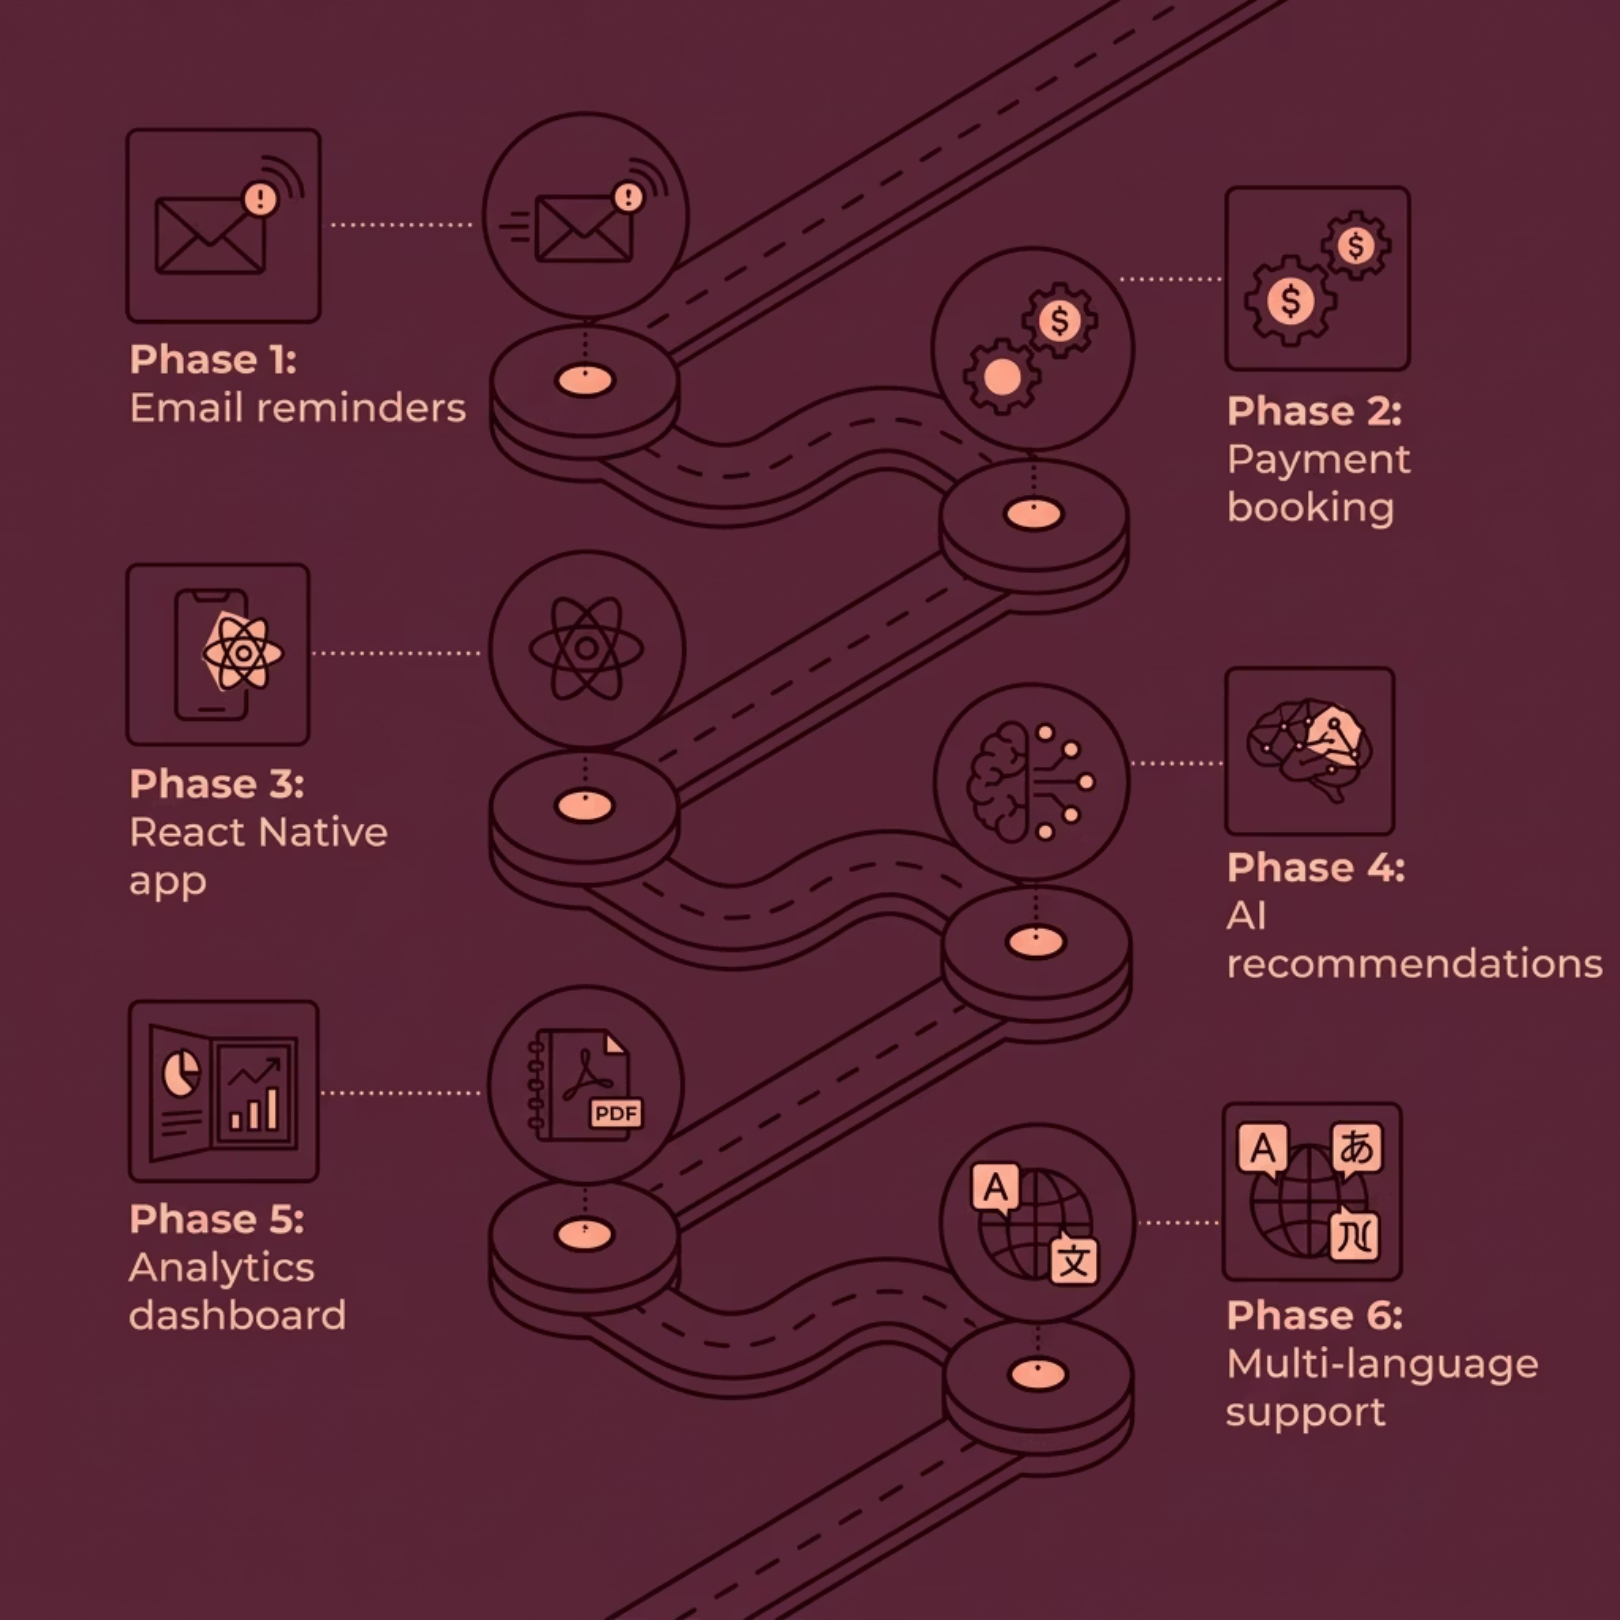 !
!
Phase 1:
Email reminders
$
$
$
Phase 2:
Payment
booking
Phase 3:
React Native
app
Phase 4:
AI
recommendations
PDF
Phase 5:
Analytics
dashboard
A
文
A
あ
Phase 6:
Multi-language
support